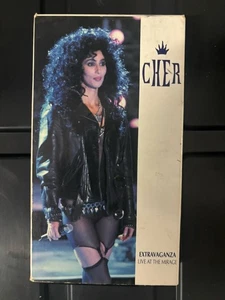 CHER
EXTRAVAGANZA
LIVE AT THE MIRAGE